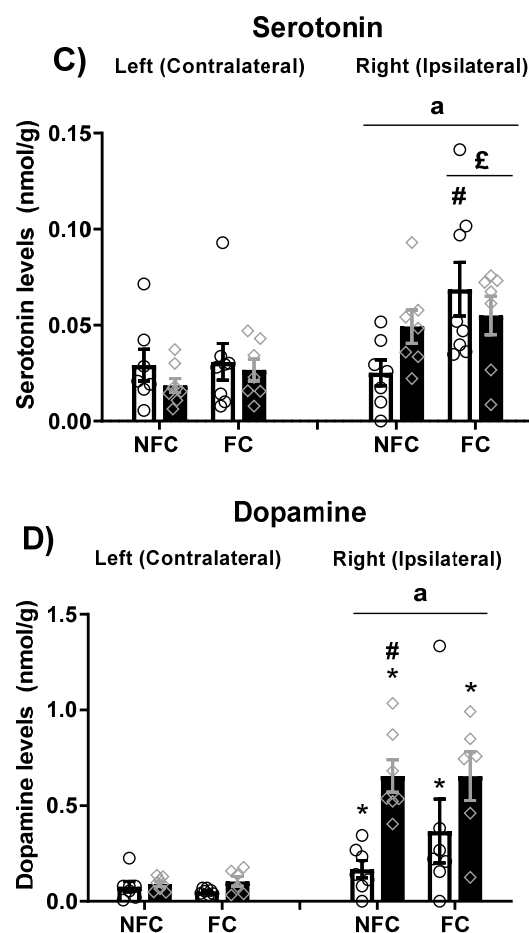 Serotonin
C)
Left (Contralateral) Right (Ipsilateral)
a
£
#
Serotonin levels (nmol/g)
0.15
0.10
0.05
0.00
NFC FC NFC FC
Dopamine
D)
Left (Contralateral) Right (Ipsilateral)
a
#
* *
* *
Dopamine levels (nmol/g)
1.5
1.0
0.5
0.0
NFC FC NFC FC